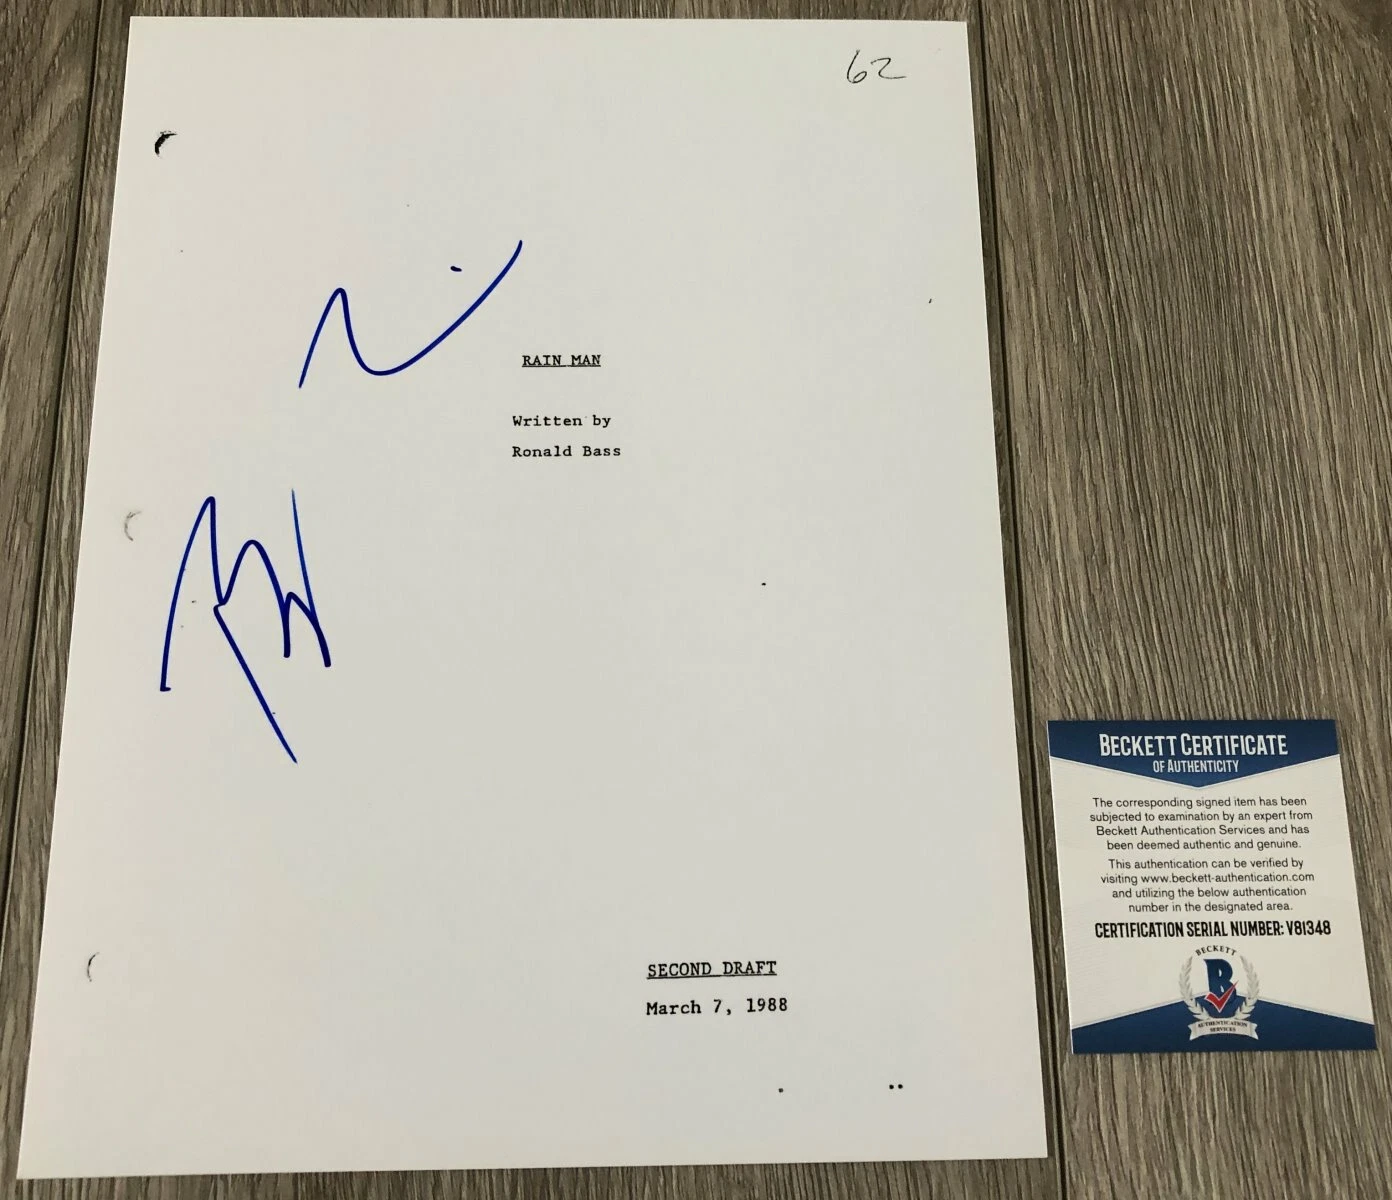 62
RAIN MAN
Written by
Ronald Bass
SECOND DRAFT
March 7, 1988
BECKETT CERTIFICATE
OF AUTHENTICITY
The corresponding signed item has been
subjected to examination by an expert from
Beckett Authentication Services and has
been deemed authentic and genuine.
This authentication can be verified by
visiting www.beckett-authentication.com
and utilizing the below authentication
number in the designated area.
CERTIFICATION SERIAL NUMBER: V81348
BECKETT
B
AUTHENTICATION
SERVICES